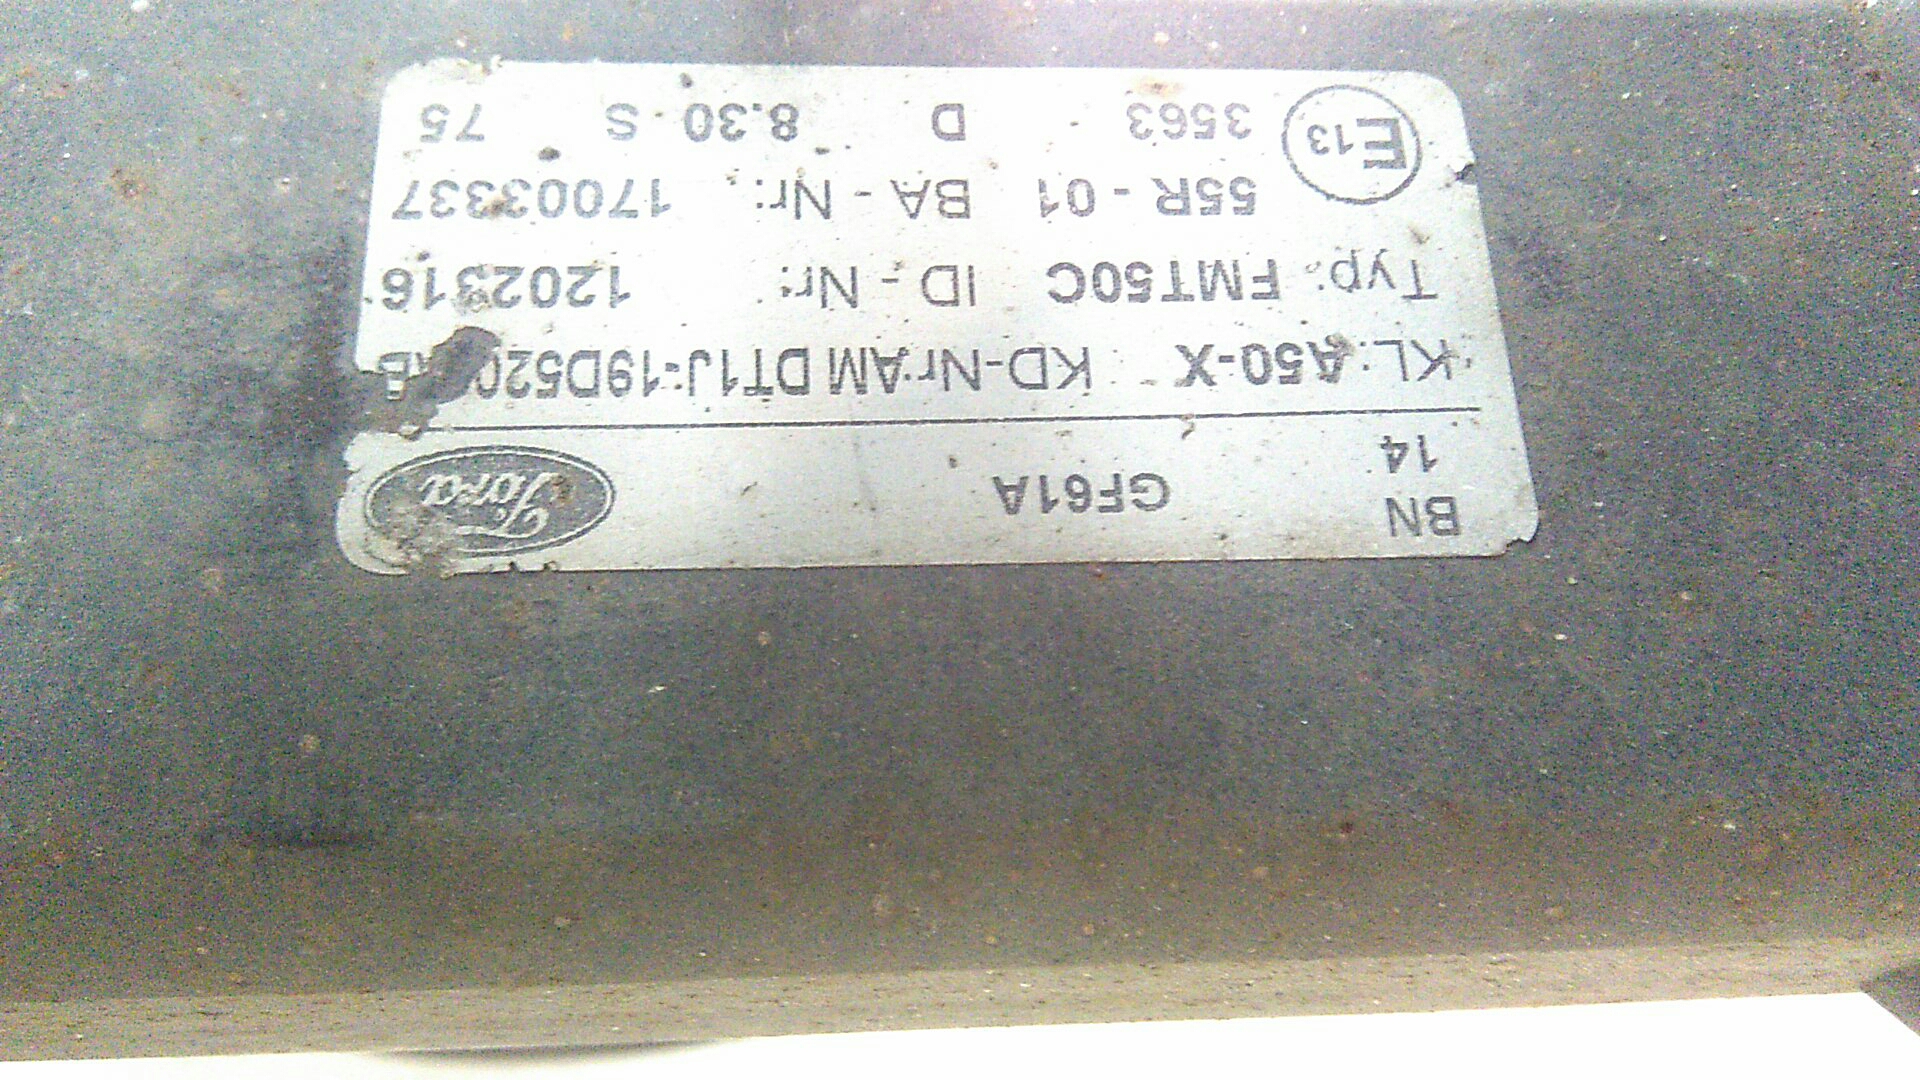 BN GF61A Ford
14
KL: A50-X KD-Nr: AM DT1J-19D520
Typ: FMT50C ID - Nr: 1202316
E13 55R - 01 BA - Nr: 17003337
3563 D 8.30 S 75